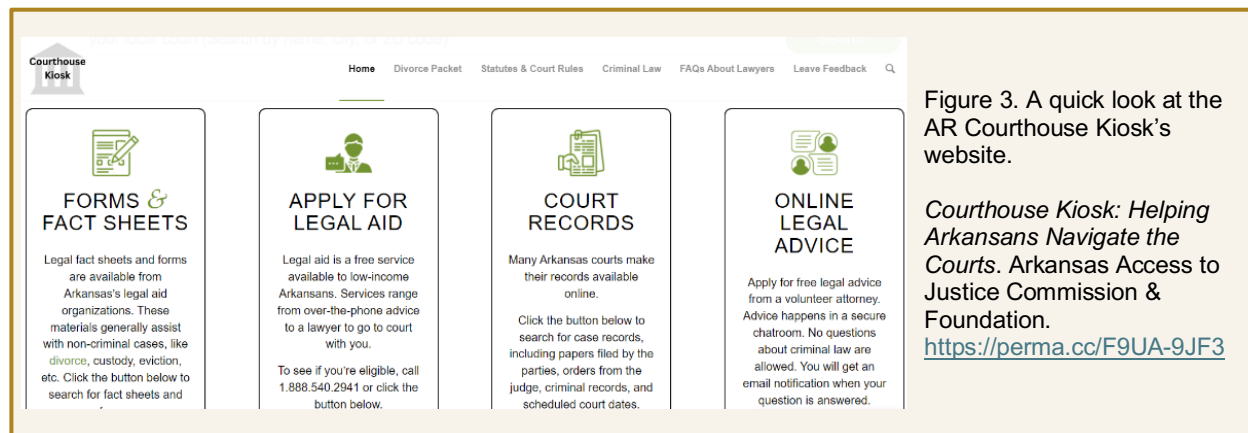 your local court (search by name, city, or ZIP code)
Courthouse
Kiosk
Home Divorce Packet Statutes & Court Rules Criminal Law FAQs About Lawyers Leave Feedback
FORMS &
FACT SHEETS
Legal fact sheets and forms
are available from
Arkansas's legal aid
organizations. These
materials generally assist
with non-criminal cases, like
divorce, custody, eviction,
etc. Click the button below to
search for fact sheets and
APPLY FOR
LEGAL AID
Legal aid is a free service
available to low-income
Arkansans. Services range
from over-the-phone advice
to a lawyer to go to court
with you.
To see if you're eligible, call
1.888.540.2941 or click the
button below.
COURT
RECORDS
Many Arkansas courts make
their records available
online.
Click the button below to
search for case records,
including papers filed by the
parties, orders from the
judge, criminal records, and
scheduled court dates.
ONLINE
LEGAL
ADVICE
Apply for free legal advice
from a volunteer attorney.
Advice happens in a secure
chatroom. No questions
about criminal law are
allowed. You will get an
email notification when your
question is answered.
Figure 3. A quick look at the
AR Courthouse Kiosk's
website.
Courthouse Kiosk: Helping
Arkansans Navigate the
Courts. Arkansas Access to
Justice Commission &
Foundation.
https://perma.cc/F9UA-9JF3